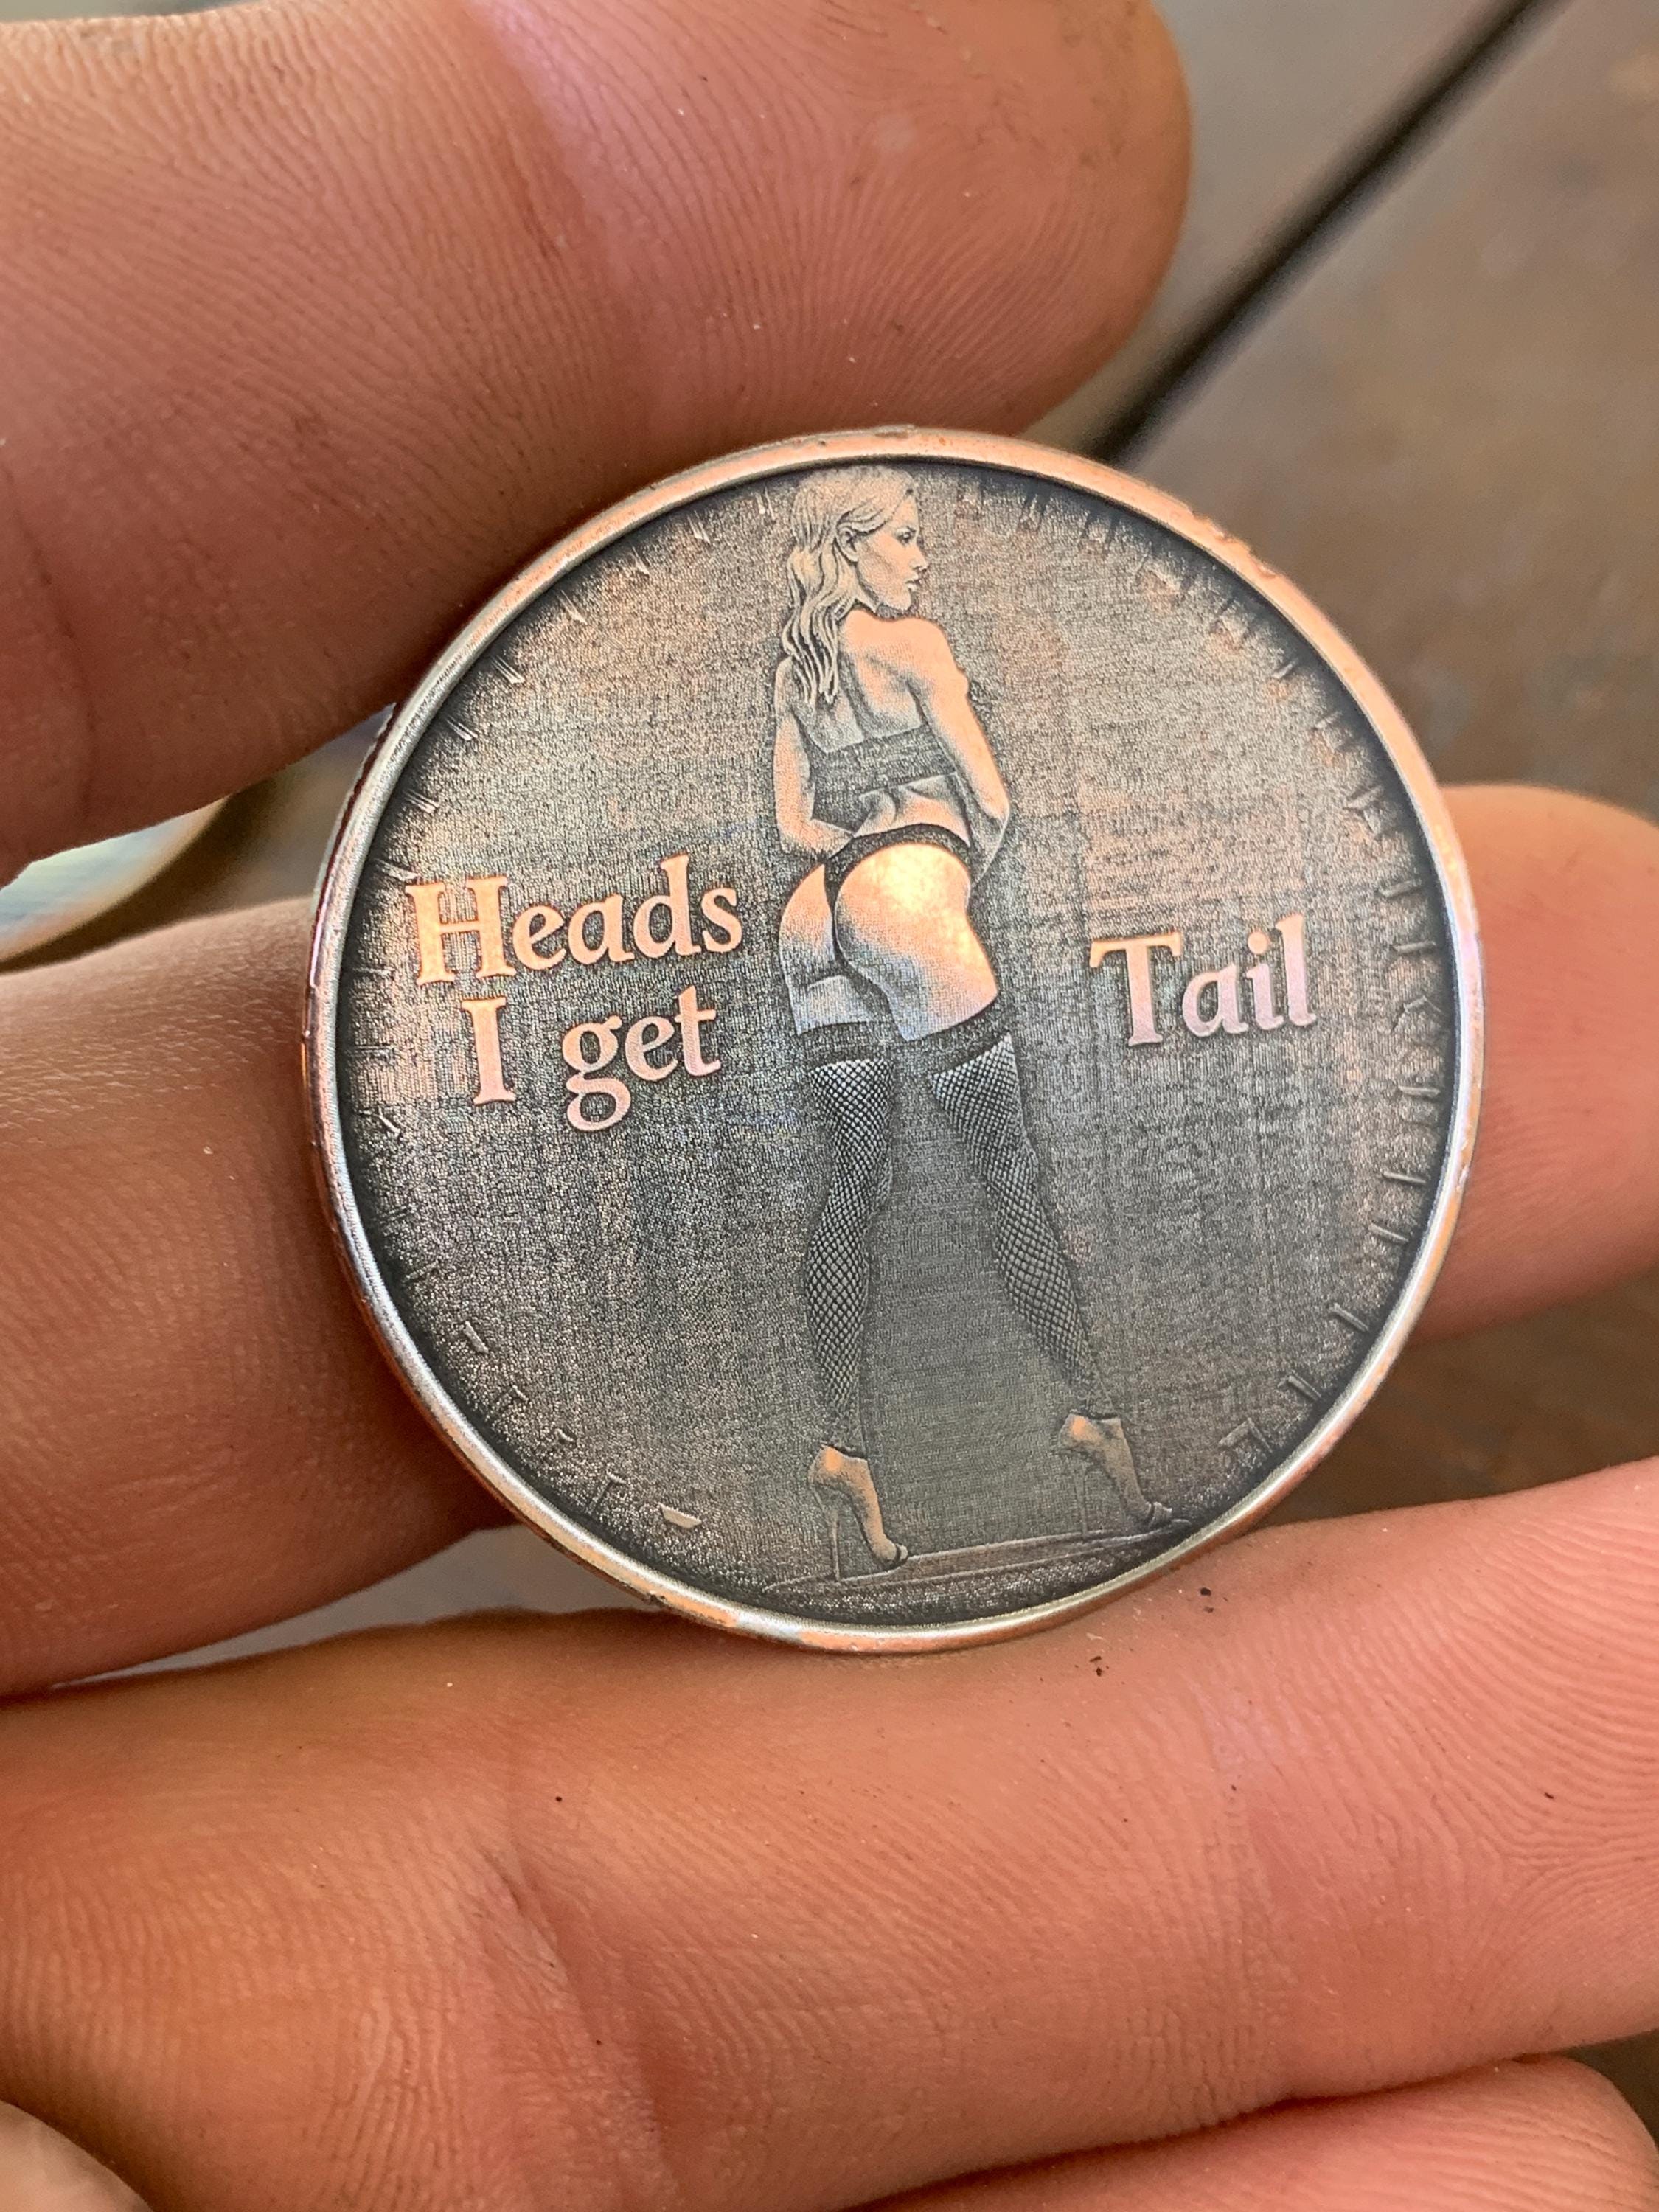 Heads
I get
Tail